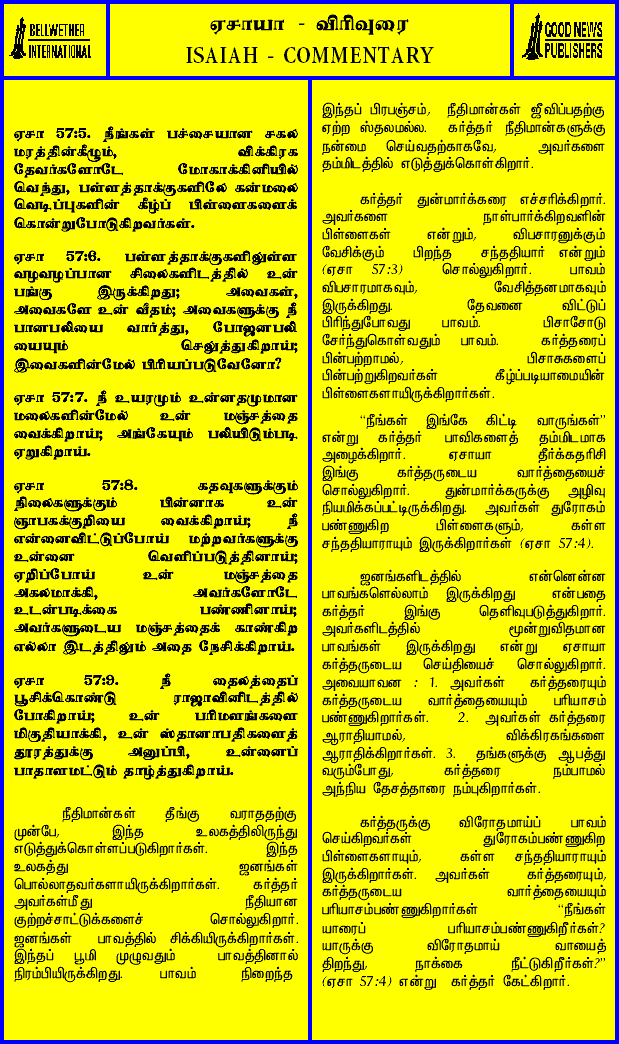 BELLWETHER
INTERNATIONAL
ஏசாயா - விரிவுரை
ISAIAH - COMMENTARY
GOOD NEWS
PUBLISHERS
ஏசா 57:5. நீங்கள் பச்சையான சகல
மரத்தின்கீழும், விக்கிரக
தேவர்களோடே மோகாக்கினியில்
வெந்து, பள்ளத்தாக்குகளிலே கன்மலை
வெடிப்புகளின் கீழ்ப் பிள்ளைகளைக்
கொன்றுபோடுகிறவர்கள்.
ஏசா 57:6. பள்ளத்தாக்குகளிலுள்ள
வழவழப்பான சிலைகளிடத்தில் உன்
பங்கு இருக்கிறது; அவைகள்,
அவைகளே உன் வீதம்; அவைகளுக்கு நீ
பானபலியை வார்த்து, போஜனபலி
யையும் செலுத்துகிறாய்;
இவைகளின்மேல் பிரியப்படுவேனோ?
ஏசா 57:7. நீ உயரமும் உன்னதமுமான
மலைகளின்மேல் உன் மஞ்சத்தை
வைக்கிறாய்; அங்கேயும் பலியிடும்படி
ஏறுகிறாய்.
ஏசா 57:8. கதவுகளுக்கும்
நிலைகளுக்கும் பின்னாக உன்
ஞாபகக்குறியை வைக்கிறாய்; நீ
என்னைவிட்டுப்போய் மற்றவர்களுக்கு
உன்னை வெளிப்படுத்தினாய்;
ஏறிப்போய் உன் மஞ்சத்தை
அகலமாக்கி, அவர்களோடே
உடன்படிக்கை பண்ணினாய்;
அவர்களுடைய மஞ்சத்தைக் காண்கிற
எல்லா இடத்திலும் அதை நேசிக்கிறாய்.
ஏசா 57:9. நீ தைலத்தைப்
பூசிக்கொண்டு ராஜாவினிடத்தில்
போகிறாய்; உன் பரிமளங்களை
மிகுதியாக்கி, உன் ஸ்தானாபதிகளைத்
தூரத்துக்கு அனுப்பி, உன்னைப்
பாதாளமட்டும் தாழ்த்துகிறாய்.
நீதிமான்கள் தீங்கு வராததற்கு
முன்பே, இந்த உலகத்திலிருந்து
எடுத்துக்கொள்ளப்படுகிறார்கள். இந்த
உலகத்து ஜனங்கள்
பொல்லாதவர்களாயிருக்கிறார்கள். கர்த்தர்
அவர்கள்மீது நீதியான
குற்றச்சாட்டுக்களைச் சொல்லுகிறார்.
ஜனங்கள் பாவத்தில் சிக்கியிருக்கிறார்கள்.
இந்தப் பூமி முழுவதும் பாவத்தினால்
நிரம்பியிருக்கிறது. பாவம் நிறைந்த
இந்தப் பிரபஞ்சம், நீதிமான்கள் ஜீவிப்பதற்கு
ஏற்ற ஸ்தலமல்ல. கர்த்தர் நீதிமான்களுக்கு
நன்மை செய்வதற்காகவே, அவர்களை
தம்மிடத்தில் எடுத்துக்கொள்கிறார்.
கர்த்தர் துன்மார்க்கரை எச்சரிக்கிறார்.
அவர்களை நாள்பார்க்கிறவளின்
பிள்ளைகள் என்றும், விபசாரனுக்கும்
வேசிக்கும் பிறந்த சந்ததியார் என்றும்
(ஏசா 57:3) சொல்லுகிறார். பாவம்
விபசாரமாகவும், வேசித்தனமாகவும்
இருக்கிறது. தேவனை விட்டுப்
பிரிந்துபோவது பாவம். பிசாசோடு
சேர்ந்துகொள்வதும் பாவம். கர்த்தரைப்
பின்பற்றாமல், பிசாசுகளைப்
பின்பற்றுகிறவர்கள் கீழ்ப்படியாமையின்
பிள்ளைகளாயிருக்கிறார்கள்.
“நீங்கள் இங்கே கிட்டி வாருங்கள்”
என்று கர்த்தர் பாவிகளைத் தம்மிடமாக
அழைக்கிறார். ஏசாயா தீர்க்கதரிசி
இங்கு கர்த்தருடைய வார்த்தையைச்
சொல்லுகிறார். துன்மார்க்கருக்கு அழிவு
நியமிக்கப்பட்டிருக்கிறது. அவர்கள் துரோகம்
பண்ணுகிற பிள்ளைகளும், கள்ள
சந்ததியாராயும் இருக்கிறார்கள் (ஏசா 57:4).
ஜனங்களிடத்தில் என்னென்ன
பாவங்களெல்லாம் இருக்கிறது என்பதை
கர்த்தர் இங்கு தெளிவுபடுத்துகிறார்.
அவர்களிடத்தில் மூன்றுவிதமான
பாவங்கள் இருக்கிறது என்று ஏசாயா
கர்த்தருடைய செய்தியைச் சொல்லுகிறார்.
அவையாவன : 1. அவர்கள் கர்த்தரையும்
கர்த்தருடைய வார்த்தையையும் பரியாசம்
பண்ணுகிறார்கள். 2. அவர்கள் கர்த்தரை
ஆராதியாமல், விக்கிரகங்களை
ஆராதிக்கிறார்கள். 3. தங்களுக்கு ஆபத்து
வரும்போது, கர்த்தரை நம்பாமல்
அந்நிய தேசத்தாரை நம்புகிறார்கள்.
கர்த்தருக்கு விரோதமாய்ப் பாவம்
செய்கிறவர்கள் துரோகம்பண்ணுகிற
பிள்ளைகளாயும், கள்ள சந்ததியாராயும்
இருக்கிறார்கள். அவர்கள் கர்த்தரையும்,
கர்த்தருடைய வார்த்தையையும்
பரியாசம்பண்ணுகிறார்கள் “நீங்கள்
யாரைப் பரியாசம்பண்ணுகிறீர்கள்?
யாருக்கு விரோதமாய் வாயைத்
திறந்து, நாக்கை நீட்டுகிறீர்கள்?”
(ஏசா 57:4) என்று கர்த்தர் கேட்கிறார்.